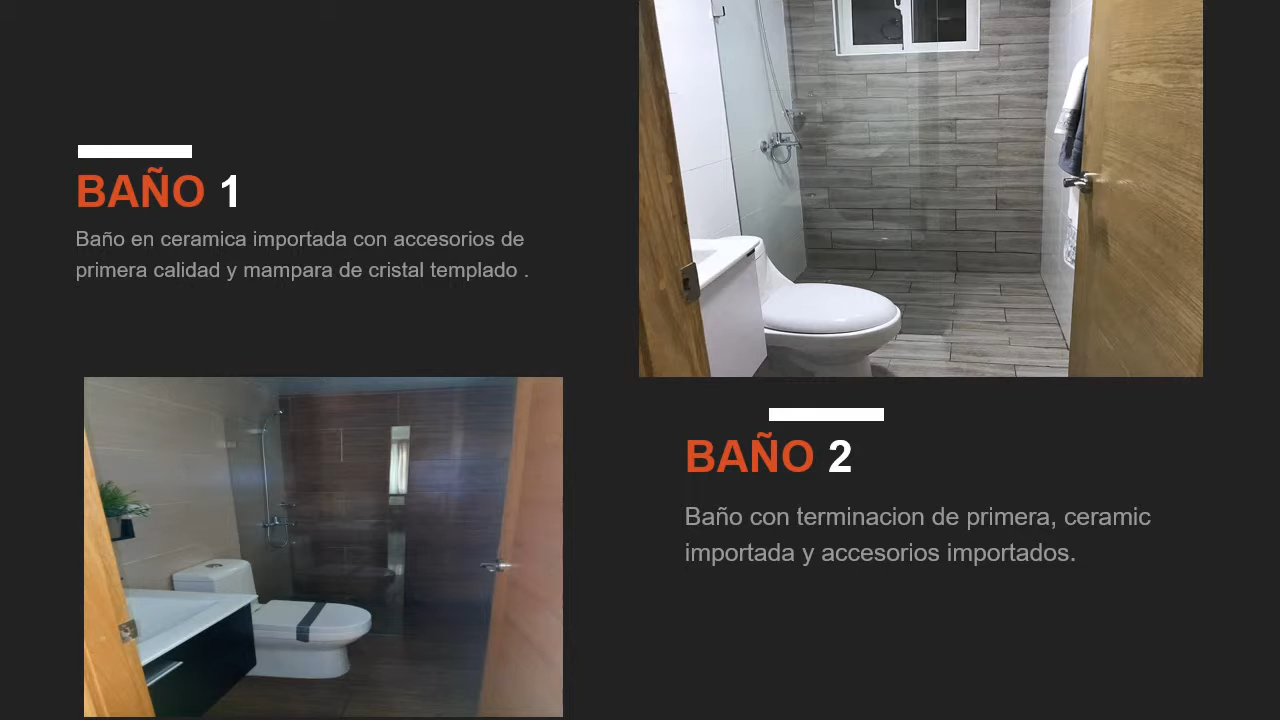 BAÑO 1
Baño en ceramica importada con accesorios de
primera calidad y mampara de cristal templado .
BAÑO 2
Baño con terminacion de primera, ceramic
importada y accesorios importados.